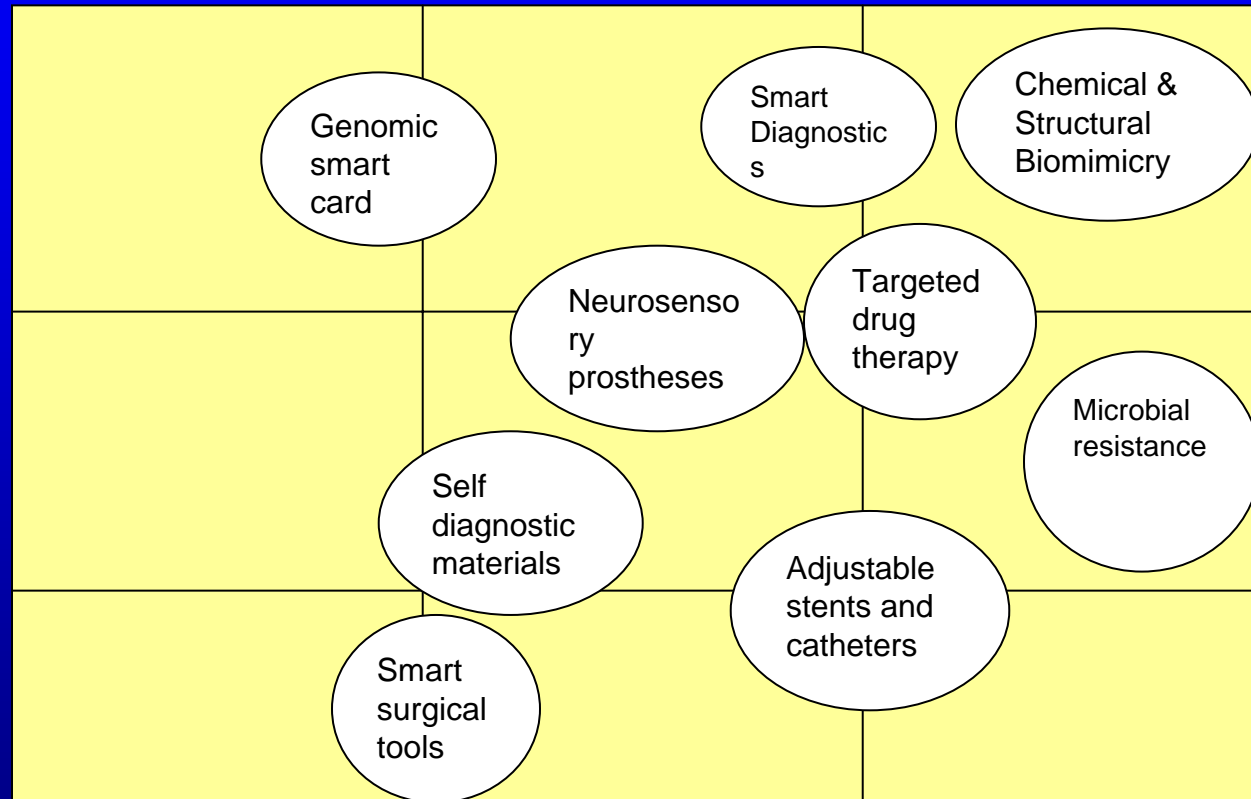 Genomic
smart
card
Smart
Diagnostic
s
Chemical &
Structural
Biomimicry
Neurosenso
ry
prostheses
Targeted
drug
therapy
Microbial
resistance
Self
diagnostic
materials
Adjustable
stents and
catheters
Smart
surgical
tools